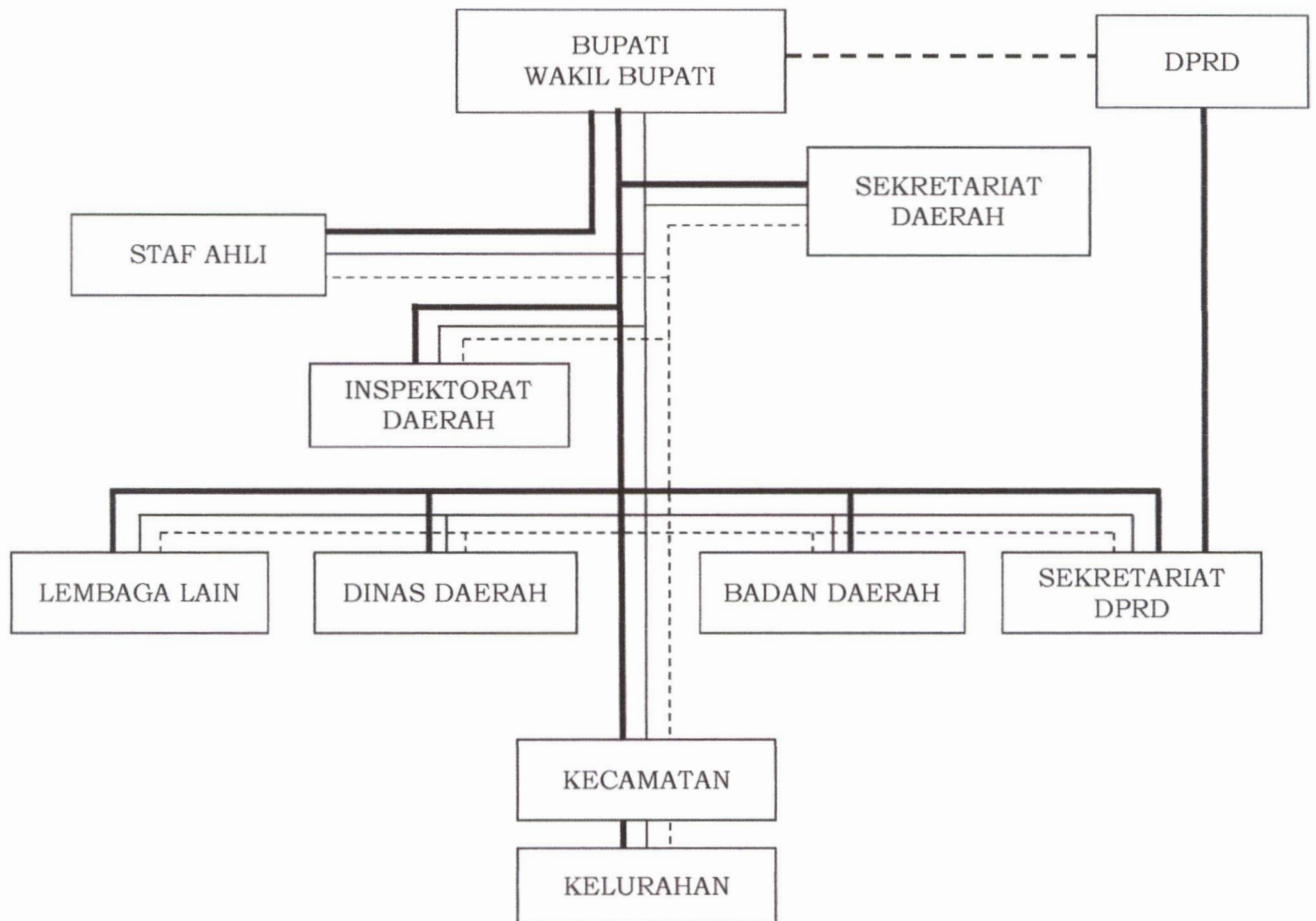 BUPATI
WAKIL BUPATI
DPRD
SEKRETARIAT
DAERAH
STAF AHLI
INSPEKTORAT
DAERAH
LEMBAGA LAIN
DINAS DAERAH
BADAN DAERAH
SEKRETARIAT
DPRD
KECAMATAN
KELURAHAN